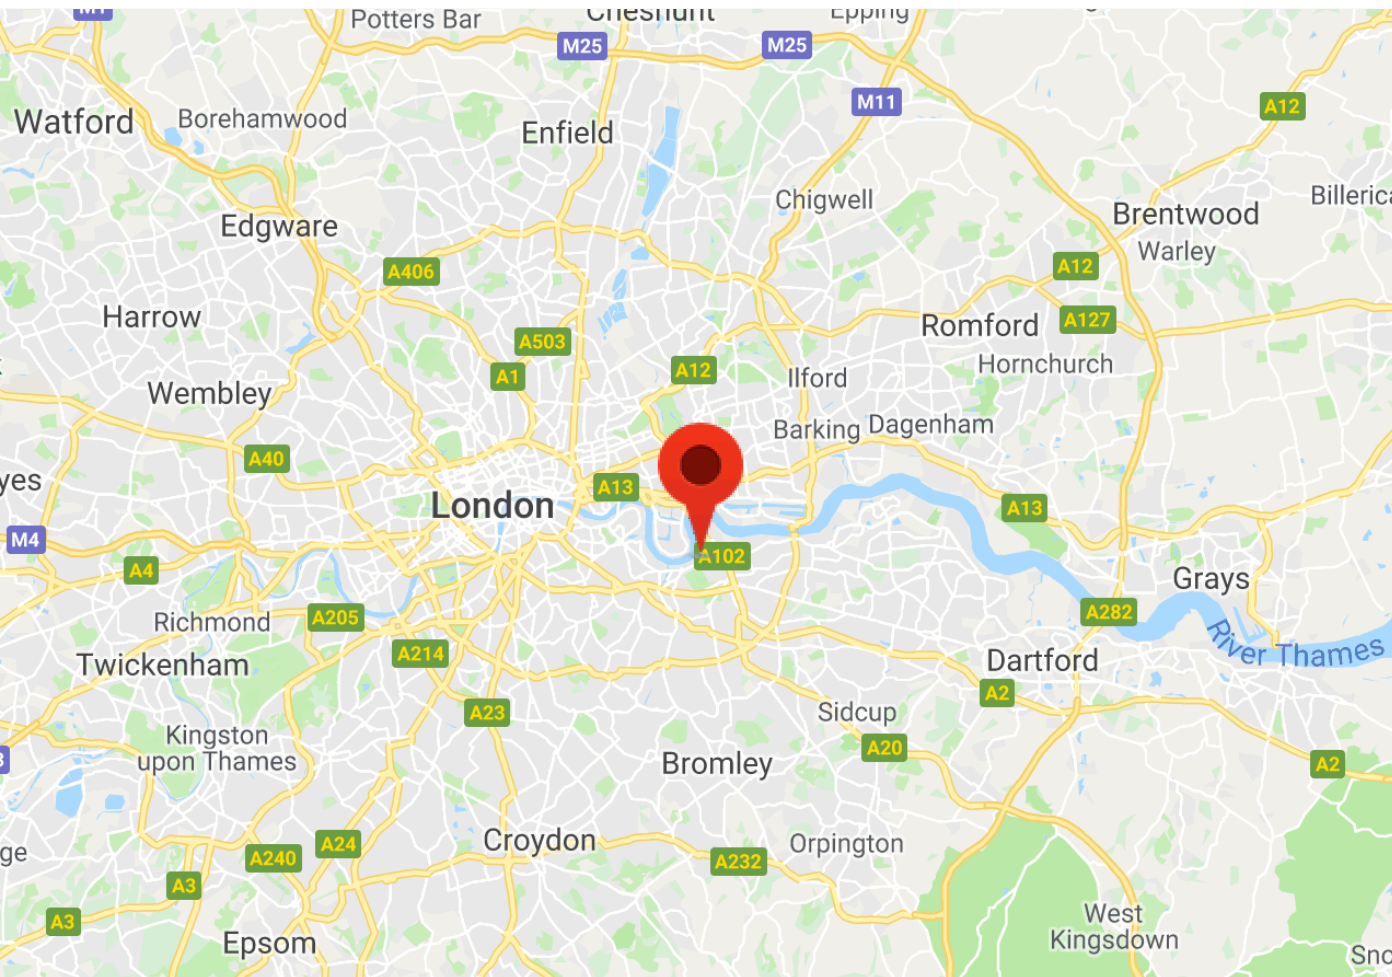 M1
Potters Bar
Cheshunt
Epping
M25
M25
M11
A12
Watford
Borehamwood
Enfield
Chigwell
Brentwood
Warley
Edgware
A406
A12
Harrow
A503
A127
Romford
Hornchurch
A1
A12
Ilford
Wembley
Barking
Dagenham
A40
yes
A13
London
A13
M4
A4
A102
Grays
Richmond
A205
A282
River Thames
Twickenham
A214
Dartford
A2
A23
Sidcup
Kingston
upon Thames
A20
Bromley
A2
Croydon
Orpington
ge
A240
A24
A232
A3
A3
Epsom
West
Kingsdown